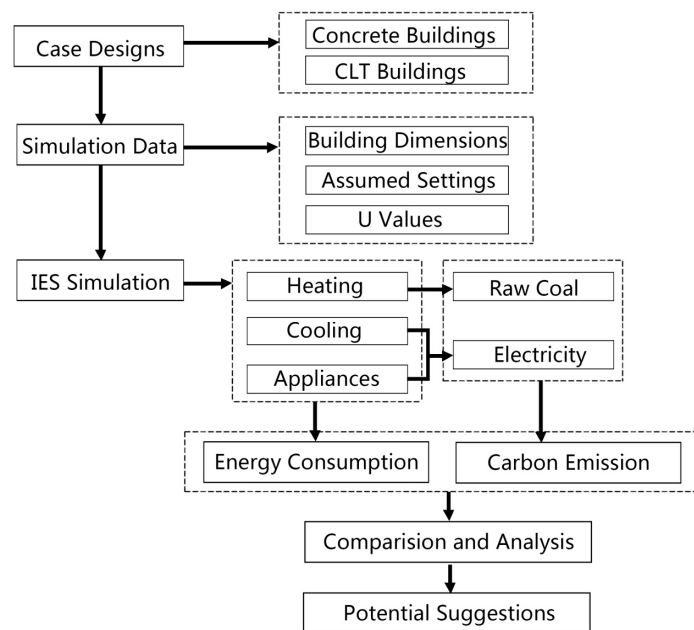 Case Designs
Concrete Buildings
CLT Buildings
Simulation Data
Building Dimensions
Assumed Settings
U Values
IES Simulation
Heating
Raw Coal
Cooling
Electricity
Appliances
Energy Consumption
Carbon Emission
Comparision and Analysis
Potential Suggestions